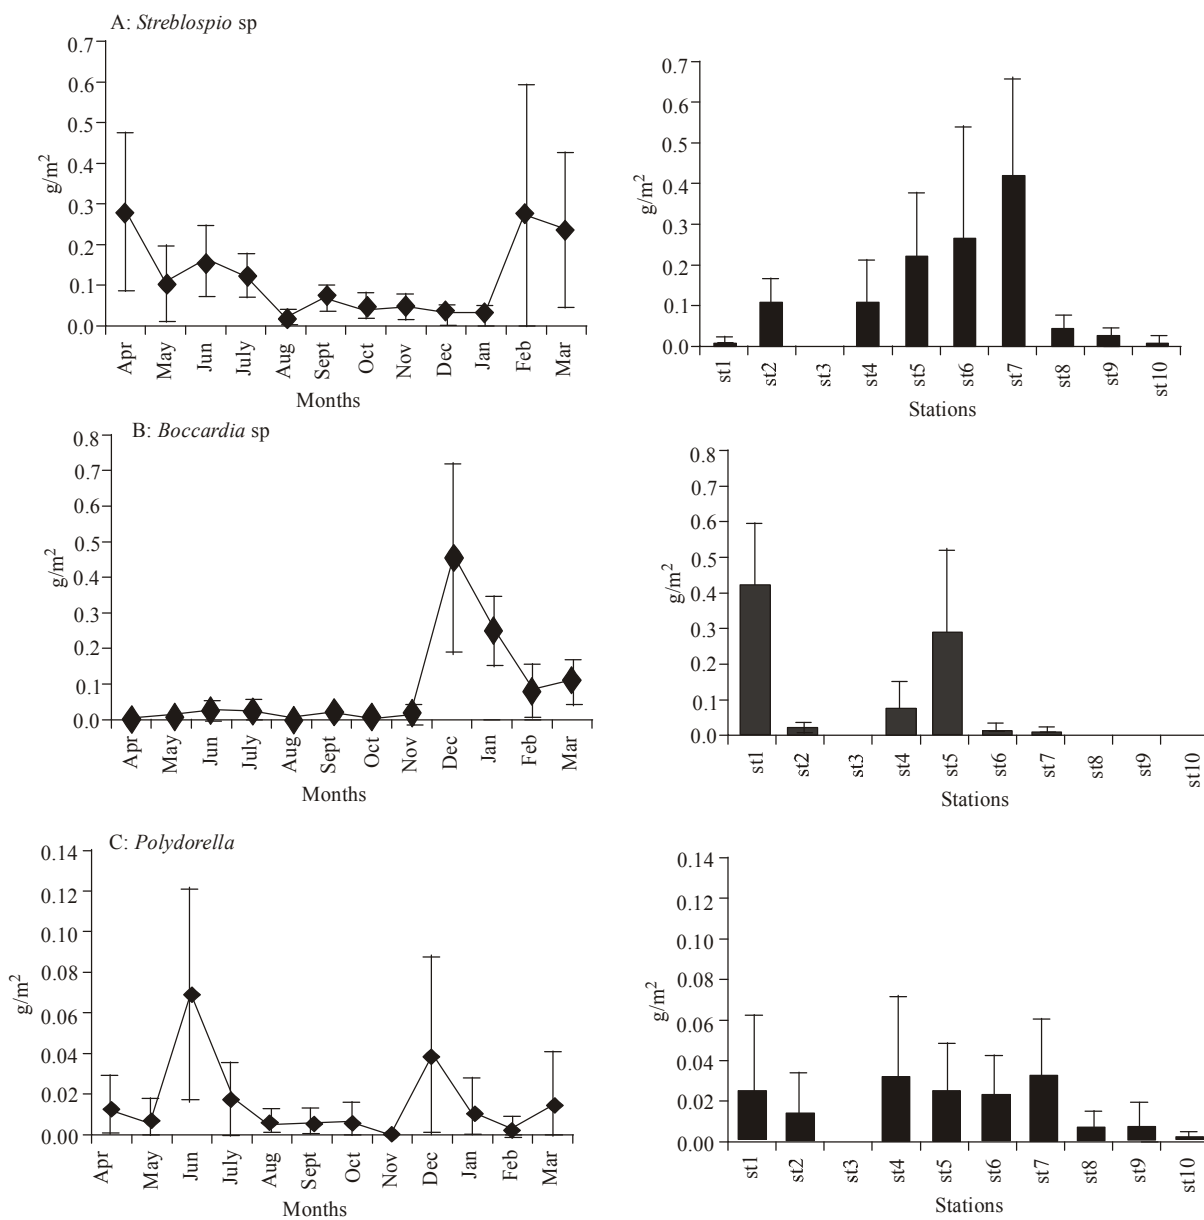 A: Streblospio sp
0.7
0.6
0.5
0.4
0.3
0.2
0.1
0.0
g/m²
Apr
May
Jun
July
Aug
Sept
Oct
Nov
Dec
Jan
Feb
Mar
Months
0.7
0.6
0.5
0.4
0.3
0.2
0.1
0.0
g/m²
st1
st2
st3
st4
st5
st6
st7
st8
st9
st10
Stations
B: Boccardia sp
0.8
0.7
0.6
0.5
0.4
0.3
0.2
0.1
0.0
g/m²
Apr
May
Jun
July
Aug
Sept
Oct
Nov
Dec
Jan
Feb
Mar
Months
0.8
0.7
0.6
0.5
0.4
0.3
0.2
0.1
0.0
g/m²
st1
st2
st3
st4
st5
st6
st7
st8
st9
st10
Stations
C: Polydorella
0.14
0.12
0.10
0.08
0.06
0.04
0.02
0.00
g/m²
Apr
May
Jun
July
Aug
Sept
Oct
Nov
Dec
Jan
Feb
Mar
Months
0.14
0.12
0.10
0.08
0.06
0.04
0.02
0.00
g/m²
st1
st2
st3
st4
st5
st6
st7
st8
st9
st10
Stations